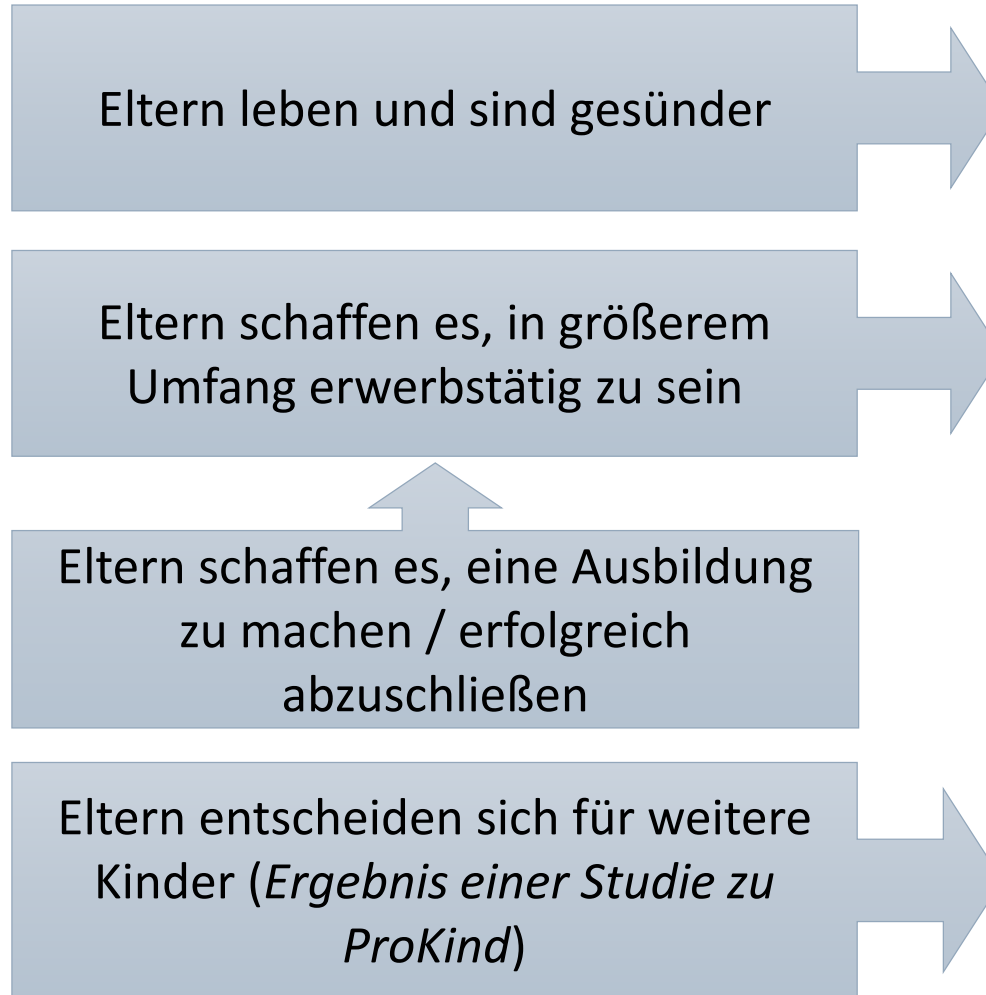 Eltern leben und sind gesünder
Eltern schaffen es, in größerem
Umfang erwerbstätig zu sein
Eltern schaffen es, eine Ausbildung
zu machen / erfolgreich
abzuschließen
Eltern entscheiden sich für weitere
Kinder (Ergebnis einer Studie zu
ProKind)